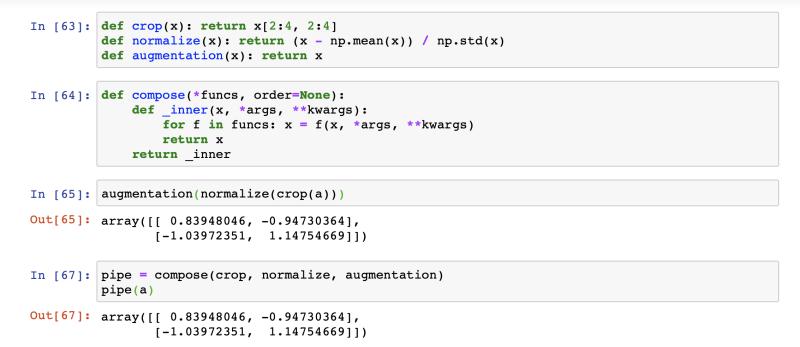 In [63]: def crop(x): return x[2:4, 2:4]
def normalize(x): return (x - np.mean(x)) / np.std(x)
def augmentation(x): return x
In [64]: def compose(*funcs, order=None):
    def _inner(x, *args, **kwargs):
        for f in funcs: x = f(x, *args, **kwargs)
        return x
    return _inner
In [65]: augmentation(normalize(crop(a)))
Out[65]: array([[ 0.83948046, -0.94730364],
       [-1.03972351,  1.14754669]])
In [67]: pipe = compose(crop, normalize, augmentation)
pipe(a)
Out[67]: array([[ 0.83948046, -0.94730364],
       [-1.03972351,  1.14754669]])